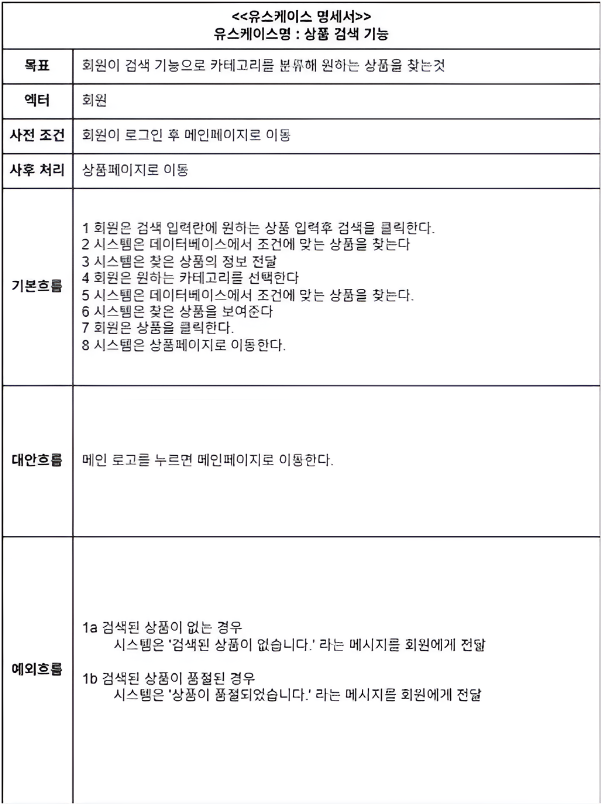 <<유스케이스 명세서>>
유스케이스명 : 상품 검색 기능
목표 회원이 검색 기능으로 카테고리를 분류해 원하는 상품을 찾는것
엑터 회원
사전 조건 회원이 로그인 후 메인페이지로 이동
사후 처리 상품페이지로 이동
기본흐름
1 회원은 검색 입력란에 원하는 상품 입력후 검색을 클릭한다.
2 시스템은 데이터베이스에서 조건에 맞는 상품을 찾는다
3 시스템은 찾은 상품의 정보 전달
4 회원은 원하는 카테고리를 선택한다
5 시스템은 데이터베이스에서 조건에 맞는 상품을 찾는다.
6 시스템은 찾은 상품을 보여준다
7 회원은 상품을 클릭한다.
8 시스템은 상품페이지로 이동한다.
대안흐름 메인 로고를 누르면 메인페이지로 이동한다.
예외흐름
1a 검색된 상품이 없는 경우
시스템은 '검색된 상품이 없습니다.' 라는 메시지를 회원에게 전달
1b 검색된 상품이 품절된 경우
시스템은 '상품이 품절되었습니다.' 라는 메시지를 회원에게 전달